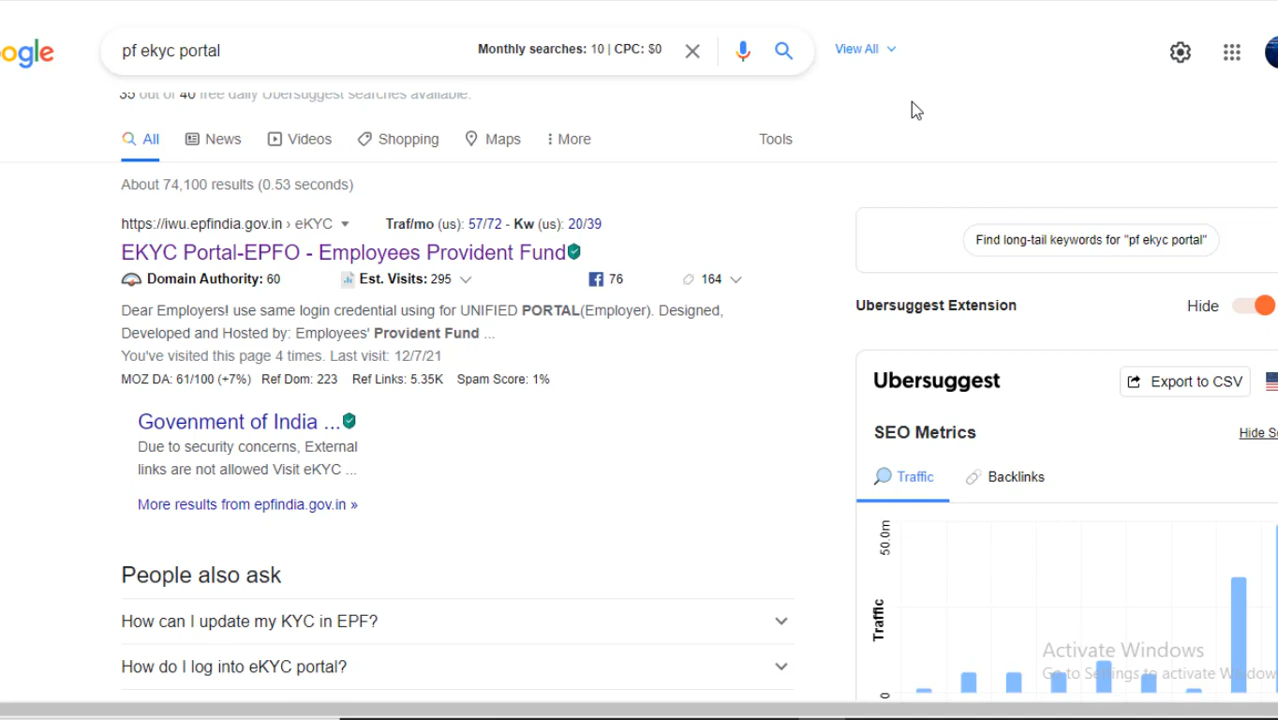 ogle
pf ekyc portal
Monthly searches: 10 | CPC: $0
View All
35 out of 40 free daily Ubersuggest searches available.
All
News
Videos
Shopping
Maps
More
Tools
About 74,100 results (0.53 seconds)
https://iwu.epfindia.gov.in › eKYC
Traf/mo (us): 57/72 - Kw (us): 20/39
EKYC Portal-EPFO - Employees Provident Fund
Domain Authority: 60
Est. Visits: 295
76
164
Dear Employers! use same login credential using for UNIFIED PORTAL(Employer). Designed,
Developed and Hosted by: Employees' Provident Fund ...
You've visited this page 4 times. Last visit: 12/7/21
MOZ DA: 61/100 (+7%) Ref Dom: 223 Ref Links: 5.35K Spam Score: 1%
Govenment of India ...
Due to security concerns, External
links are not allowed Visit eKYC ...
More results from epfindia.gov.in »
People also ask
How can I update my KYC in EPF?
How do I log into eKYC portal?
Find long-tail keywords for "pf ekyc portal"
Ubersuggest Extension
Hide
Ubersuggest
Export to CSV
SEO Metrics
Hide Se
Traffic
Backlinks
50.0m
Traffic
0
Activate Windows
Go to Settings to activate Window